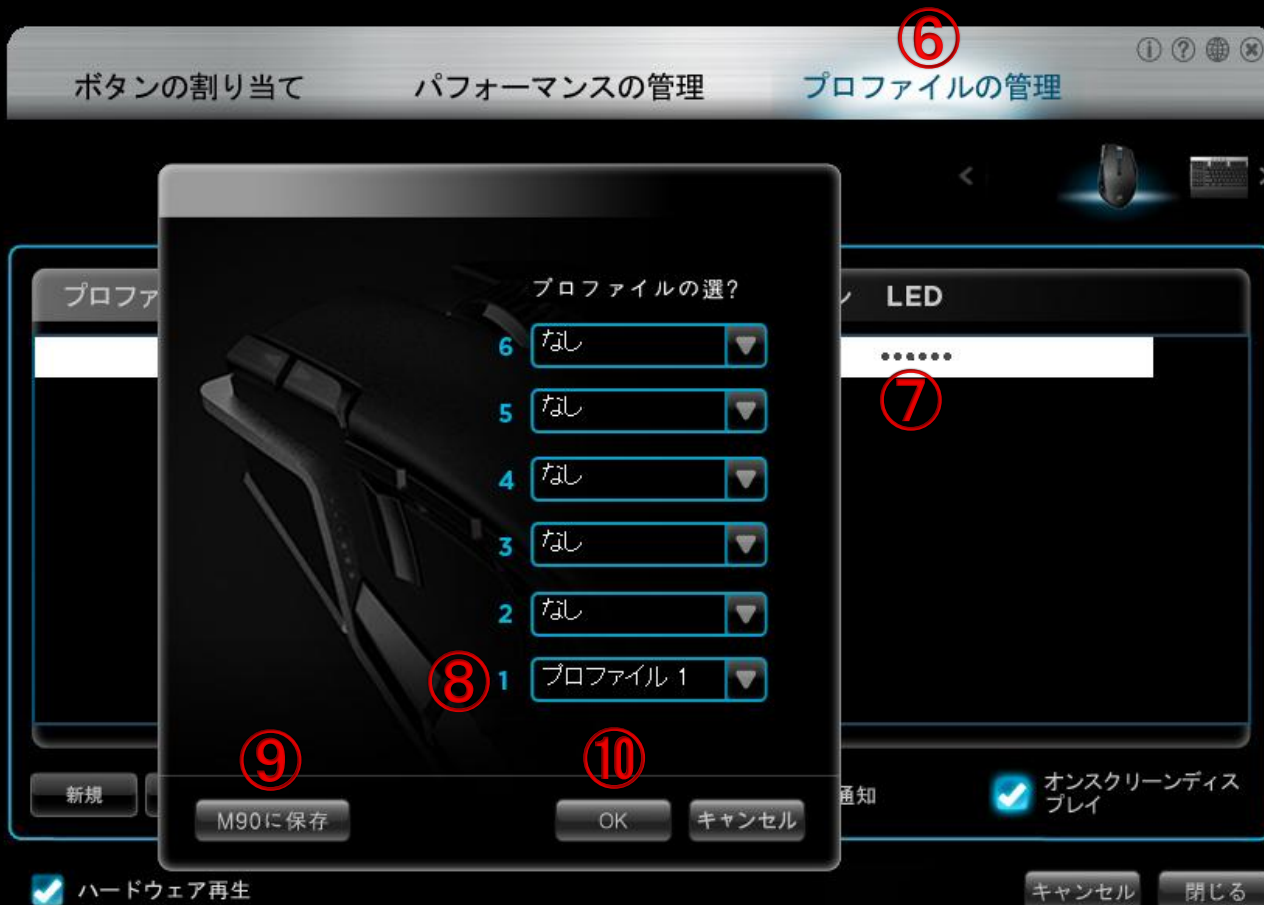 ⑥
ボタンの割り当て パフォーマンスの管理 プロファイルの管理
プロファ
LED
プロファイルの選?
6 なし
⑦
5 なし
4 なし
3 なし
2 なし
⑧ 1 プロファイル 1
⑨ ⑩
新規
通知
オンスクリーンディス
プレイ
M90に保存 OK キャンセル
ハードウェア再生
キャンセル 閉じる